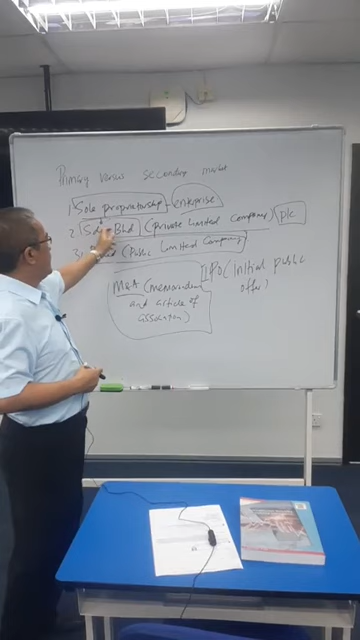 Primary versus secondary market
1) Sole proprietorship - enterprise
2) Sdn Bhd (Private Limited Company) plc
3) (Public Limited Company)
IPO (Initial public offer)
M&A (memorandum
and article of
association)